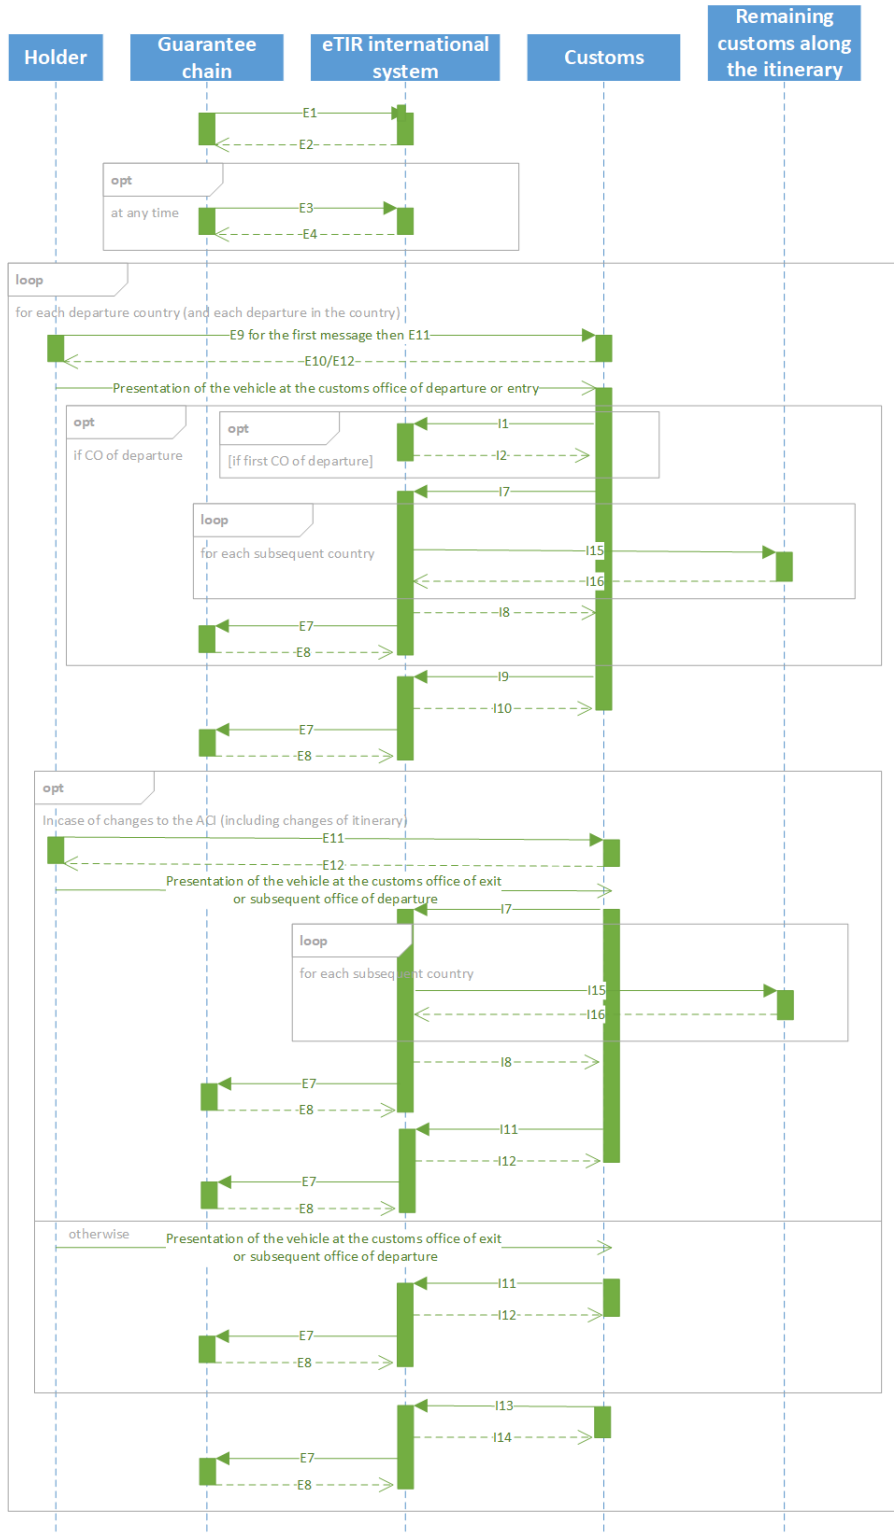 Holder
Guarantee
chain
eTIR international
system
Customs
Remaining
customs along
the itinerary
E1
E2
opt
at any time
E3
E4
loop
for each departure country (and each departure in the country)
E9 for the first message then E11
E10/E12
Presentation of the vehicle at the customs office of departure or entry
opt
if CO of departure
opt
[if first CO of departure]
I1
I2
I7
loop
for each subsequent country
I15
I16
I8
E7
E8
I9
I10
E7
E8
opt
In case of changes to the ACI (including changes of itinerary)
E11
E12
Presentation of the vehicle at the customs office of exit
or subsequent office of departure
I7
loop
for each subsequent country
I15
I16
I8
E7
E8
I11
I12
E7
E8
otherwise
Presentation of the vehicle at the customs office of exit
or subsequent office of departure
I11
I12
E7
E8
I13
I14
E7
E8